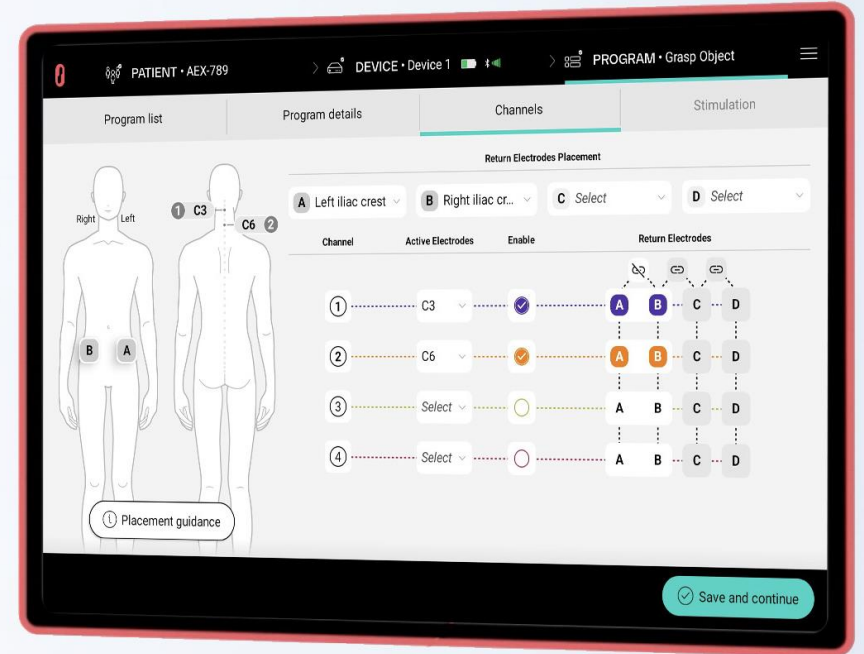 PATIENT • AEX-789
DEVICE • Device 1
PROGRAM • Grasp Object
Program list
Program details
Channels
Stimulation
Return Electrodes Placement
A Left iliac crest
B Right iliac cr...
C Select
D Select
Right
Left
1 C3
C6 2
B
A
Placement guidance
Channel
Active Electrodes
Enable
Return Electrodes
1 C3 A B C D
2 C6 A B C D
3 Select A B C D
4 Select A B C D
Save and continue